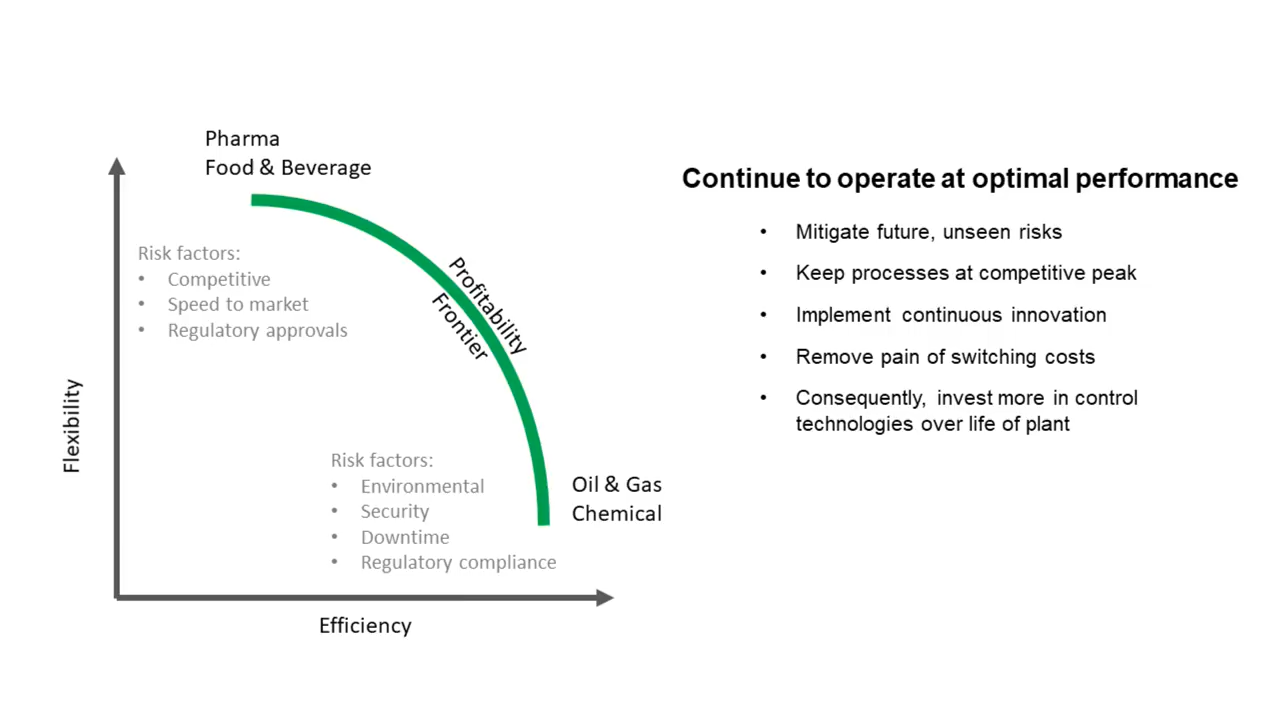 Pharma
Food & Beverage
Risk factors:
• Competitive
• Speed to market
• Regulatory approvals
Profitability
Frontier
Flexibility
Risk factors:
• Environmental
• Security
• Downtime
• Regulatory compliance
Oil & Gas
Chemical
Efficiency
Continue to operate at optimal performance
• Mitigate future, unseen risks
• Keep processes at competitive peak
• Implement continuous innovation
• Remove pain of switching costs
• Consequently, invest more in control
technologies over life of plant